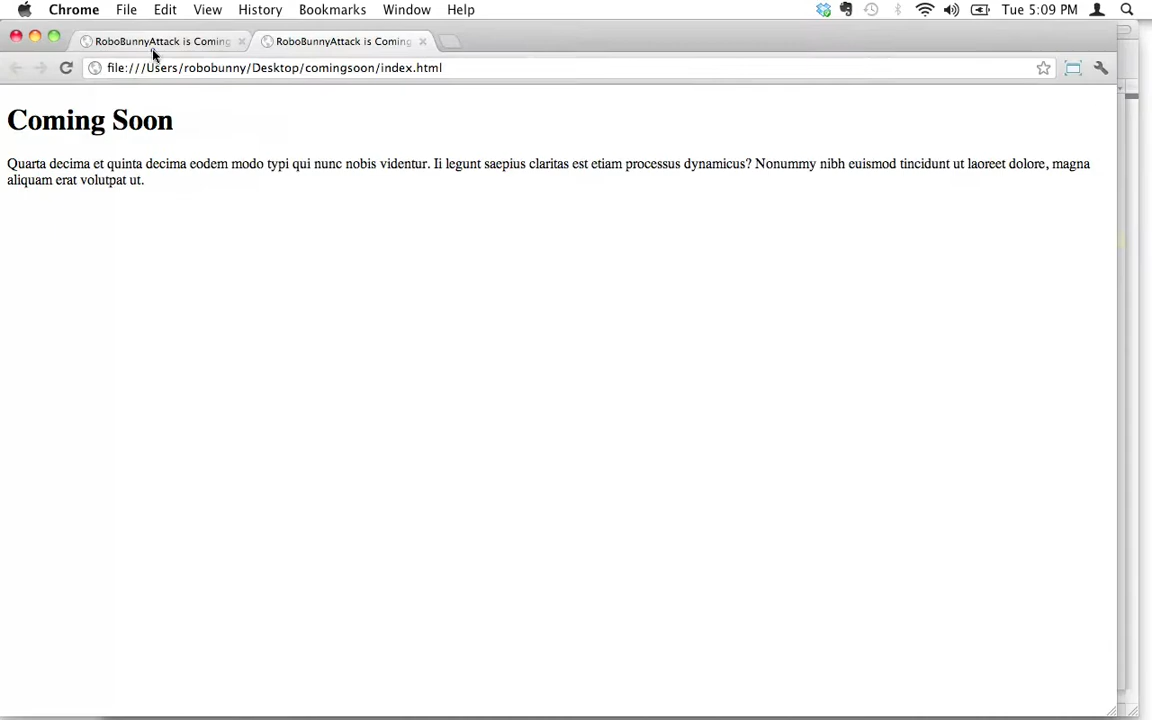 Chrome File Edit View History Bookmarks Window Help Tue 5:09 PM
RoboBunnyAttack is Coming RoboBunnyAttack is Coming
file:///Users/robobunny/Desktop/comingsoon/index.html
Coming Soon
Quarta decima et quinta decima eodem modo typi qui nunc nobis videntur. Ii legunt saepius claritas est etiam processus dynamicus? Nonummy nibh euismod tincidunt ut laoreet dolore, magna
aliquam erat volutpat ut.